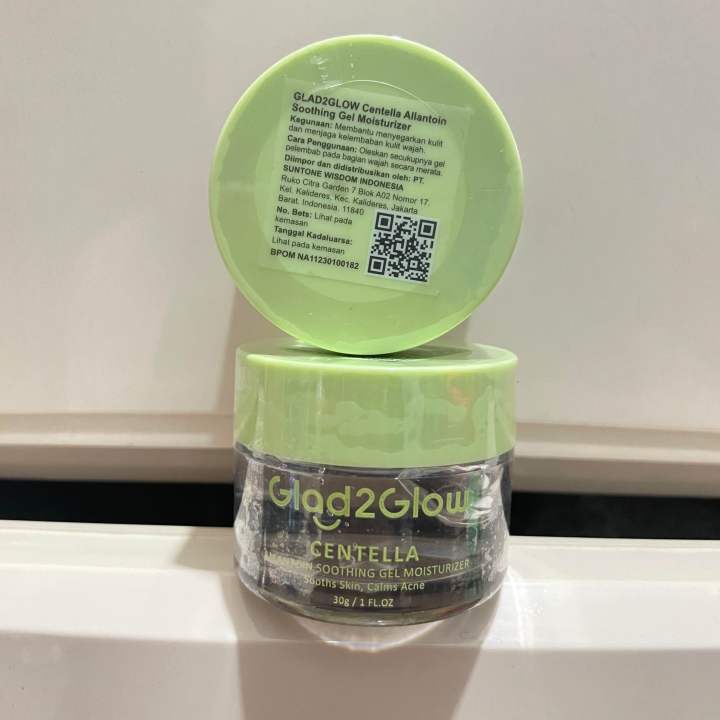 GLAD2GLOW Centella Allantoin
Soothing Gel Moisturizer
Kegunaan: Membantu menyegarkan kulit
dan menjaga kelembaban kulit wajah.
Cara Penggunaan: Oleskan secukupnya gel
pelembab pada bagian wajah secara merata.
Diimpor dan didistribusikan oleh: PT.
SUNTONE WISDOM INDONESIA
Ruko Citra Garden 7 Blok A02 Nomor 17.
Kel. Kalideres, Kec. Kalideres, Jakarta
Barat. Indonesia. 11840
No. Bets: Lihat pada
kemasan
Tanggal Kadaluarsa:
Lihat pada kemasan
BPOM NA11230100182
Glad2Glow
CENTELLA
ALLANTOIN SOOTHING GEL MOISTURIZER
Sooths Skin, Calms Acne
30g / 1 FL.OZ